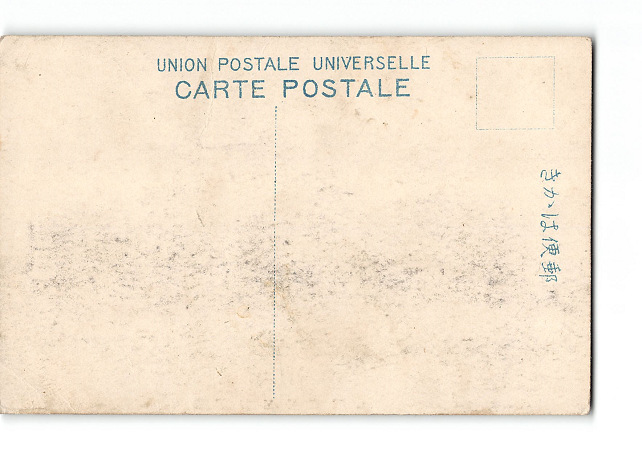 UNION POSTALE UNIVERSELLE
CARTE POSTALE
きがは便郵